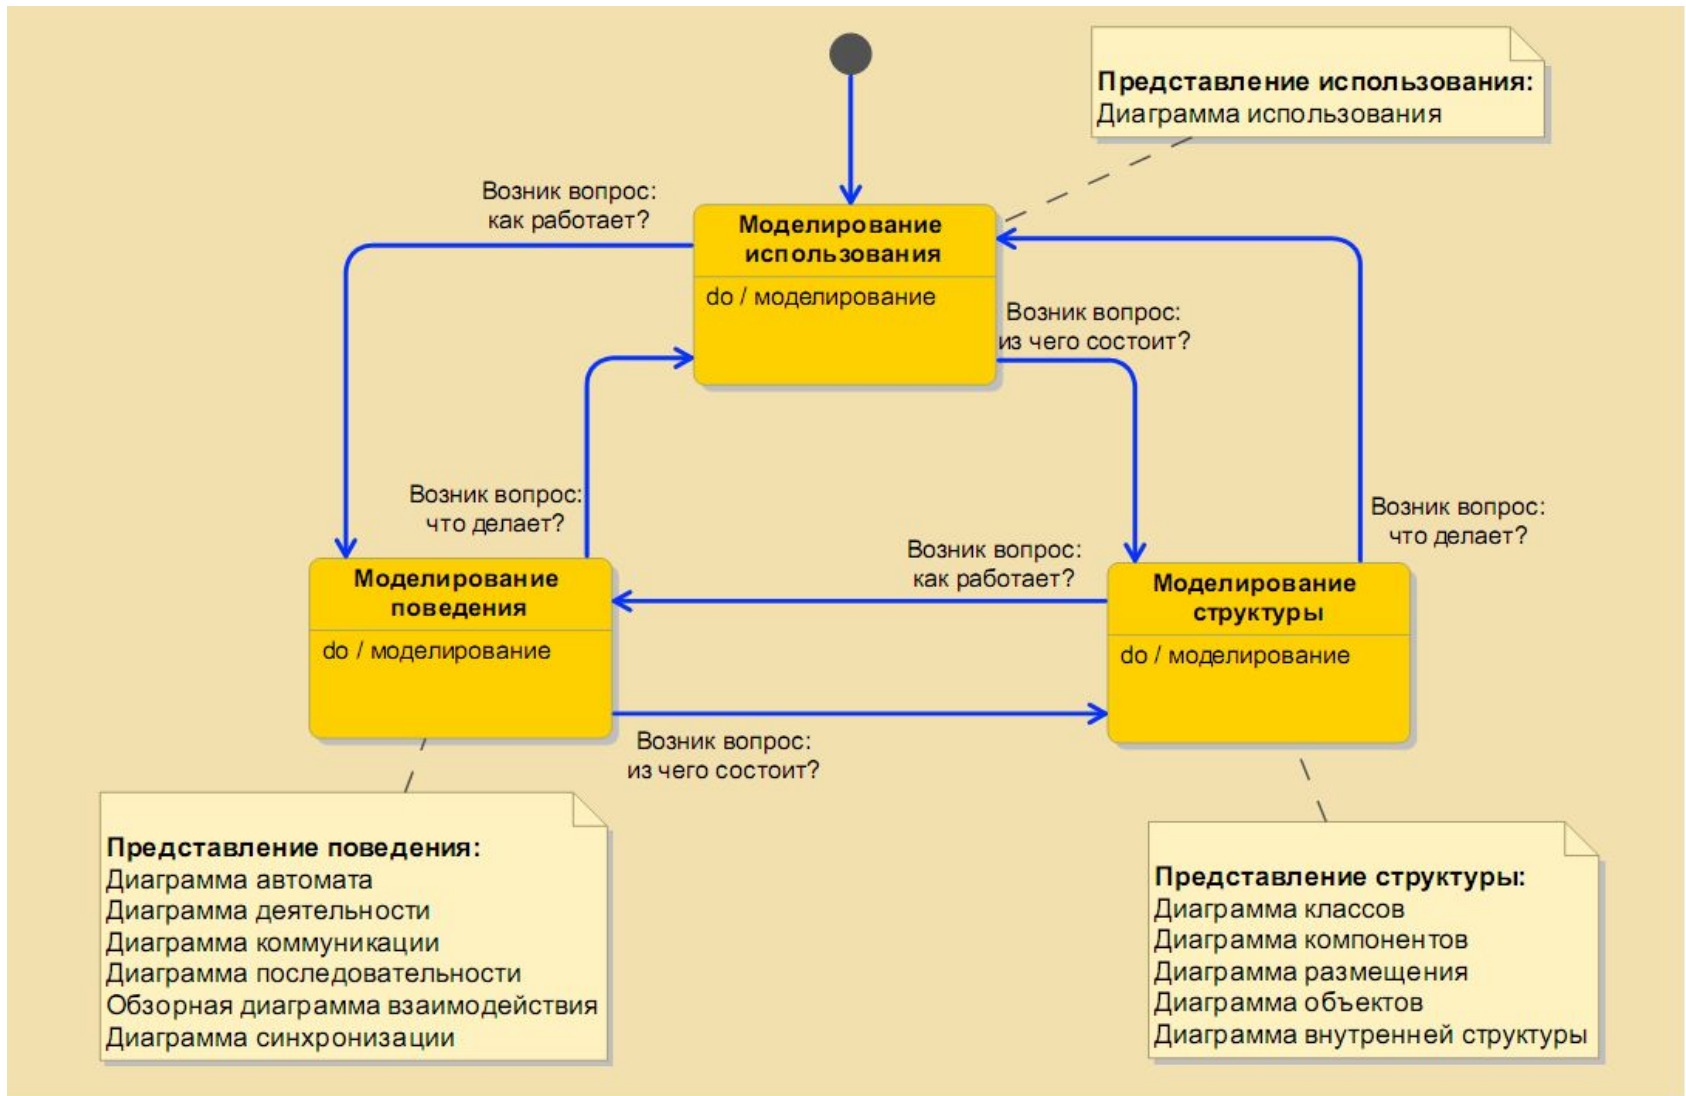 Представление использования:
Диаграмма использования
Возник вопрос:
как работает?
Моделирование
использования
do / моделирование
Возник вопрос:
из чего состоит?
Возник вопрос:
что делает?
Возник вопрос:
что делает?
Возник вопрос:
как работает?
Моделирование
поведения
do / моделирование
Моделирование
структуры
do / моделирование
Возник вопрос:
из чего состоит?
Представление поведения:
Диаграмма автомата
Диаграмма деятельности
Диаграмма коммуникации
Диаграмма последовательности
Обзорная диаграмма взаимодействия
Диаграмма синхронизации
Представление структуры:
Диаграмма классов
Диаграмма компонентов
Диаграмма размещения
Диаграмма объектов
Диаграмма внутренней структуры